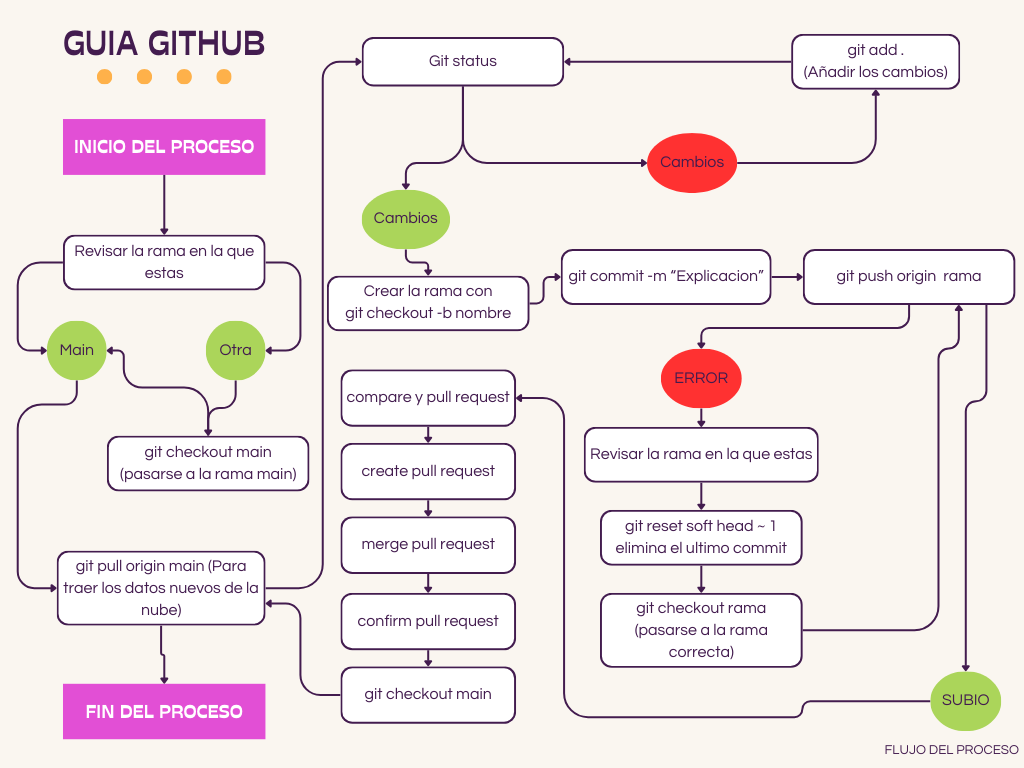 GUIA GITHUB
INICIO DEL PROCESO
Revisar la rama en la que
estas
Main
Otra
git checkout main
(pasarse a la rama main)
git pull origin main (Para
traer los datos nuevos de la
nube)
FIN DEL PROCESO
Git status
git add .
(Añadir los cambios)
Cambios
Cambios
Crear la rama con
git checkout -b nombre
git commit -m “Explicacion”
git push origin rama
ERROR
Revisar la rama en la que estas
git reset soft head ~ 1
elimina el ultimo commit
git checkout rama
(pasarse a la rama
correcta)
SUBIO
compare y pull request
create pull request
merge pull request
confirm pull request
git checkout main
FLUJO DEL PROCESO